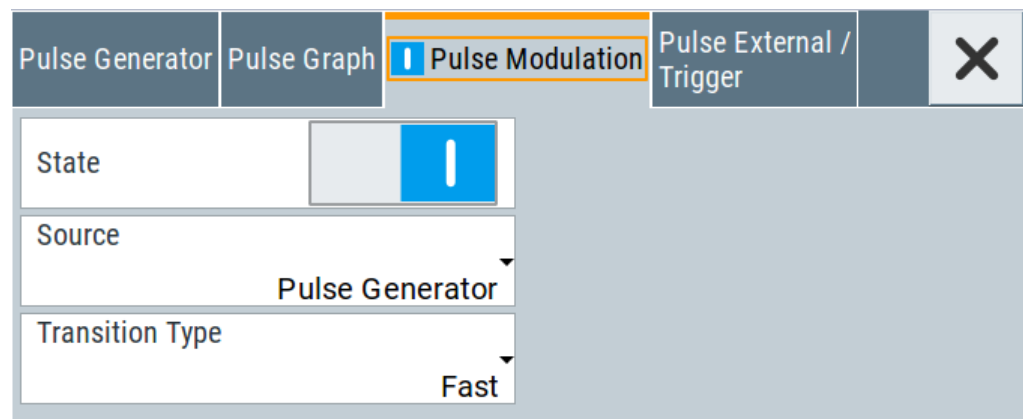 Pulse Generator
Pulse Graph
Pulse Modulation
Pulse External /
Trigger
State
Source
Pulse Generator
Transition Type
Fast